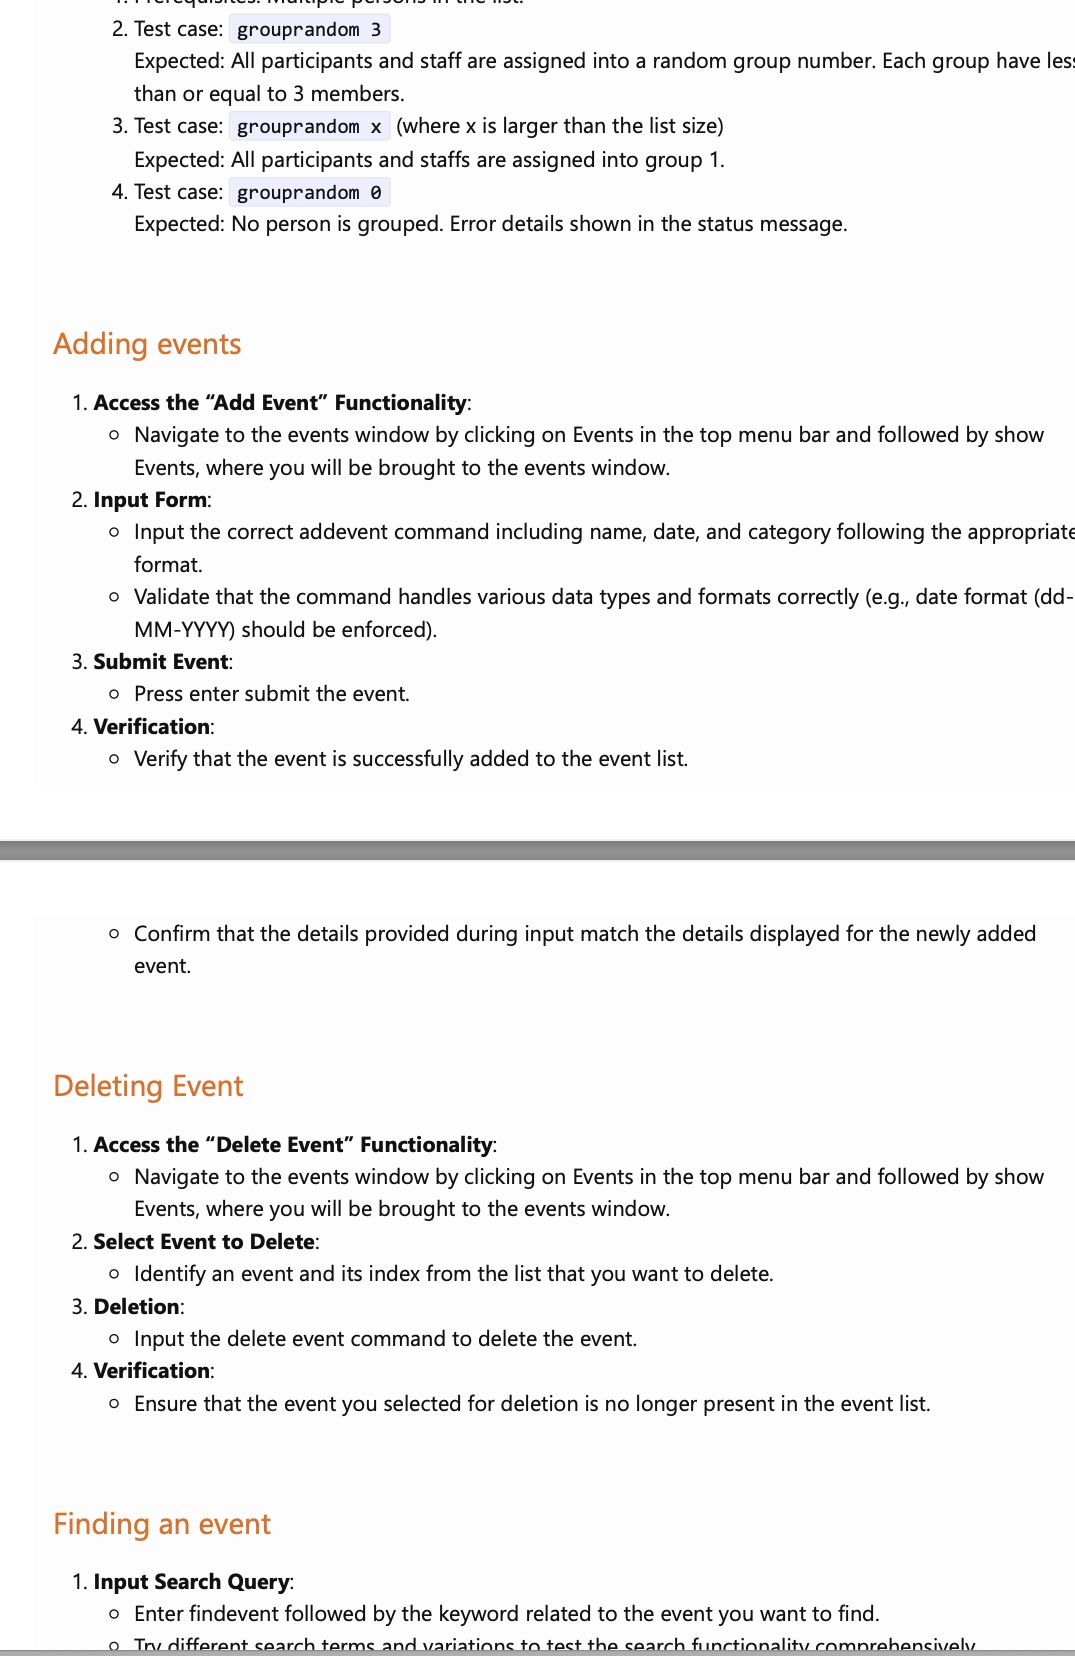 1. Prerequisites: Multiple persons in the list.
2. Test case: grouprandom 3
Expected: All participants and staff are assigned into a random group number. Each group have less
than or equal to 3 members.
3. Test case: grouprandom x (where x is larger than the list size)
Expected: All participants and staffs are assigned into group 1.
4. Test case: grouprandom 0
Expected: No person is grouped. Error details shown in the status message.
Adding events
1. Access the “Add Event” Functionality:
○ Navigate to the events window by clicking on Events in the top menu bar and followed by show
Events, where you will be brought to the events window.
2. Input Form:
○ Input the correct addevent command including name, date, and category following the appropriate
format.
○ Validate that the command handles various data types and formats correctly (e.g., date format (dd-
MM-YYYY) should be enforced).
3. Submit Event:
○ Press enter submit the event.
4. Verification:
○ Verify that the event is successfully added to the event list.
○ Confirm that the details provided during input match the details displayed for the newly added
event.
Deleting Event
1. Access the “Delete Event” Functionality:
○ Navigate to the events window by clicking on Events in the top menu bar and followed by show
Events, where you will be brought to the events window.
2. Select Event to Delete:
○ Identify an event and its index from the list that you want to delete.
3. Deletion:
○ Input the delete event command to delete the event.
4. Verification:
○ Ensure that the event you selected for deletion is no longer present in the event list.
Finding an event
1. Input Search Query:
○ Enter findevent followed by the keyword related to the event you want to find.
○ Try different search terms and variations to test the search functionality comprehensively.